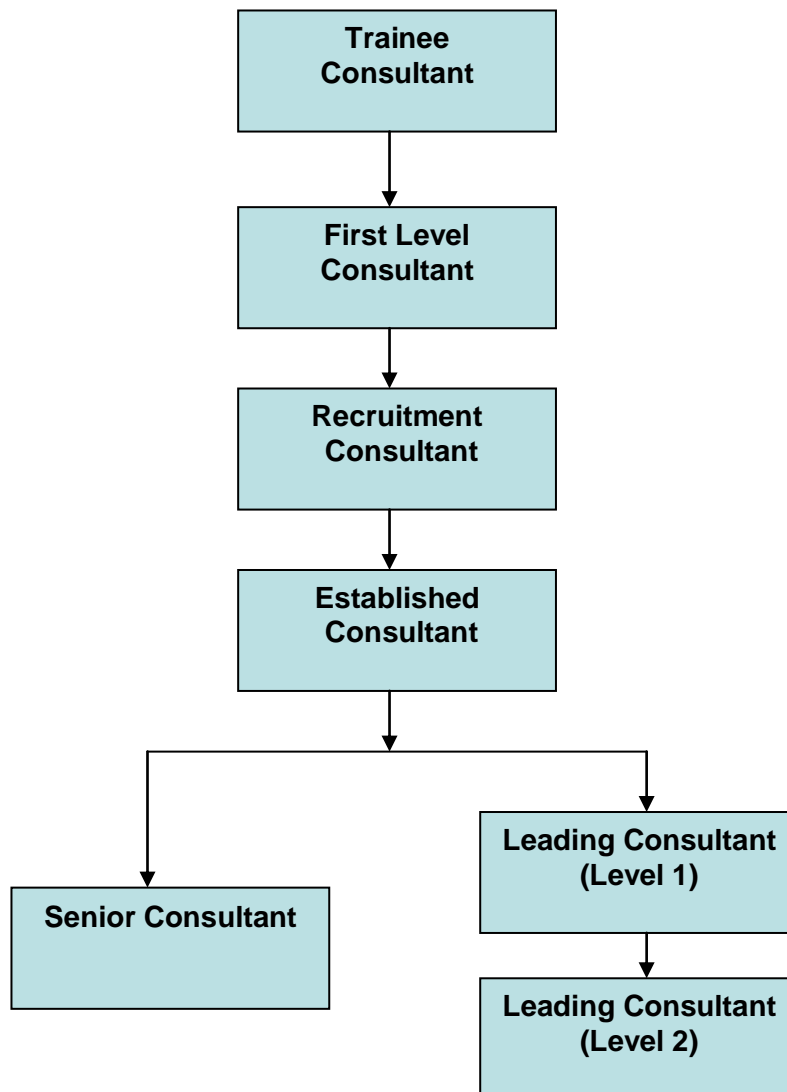 Trainee
Consultant
First Level
Consultant
Recruitment
Consultant
Established
Consultant
Senior Consultant
Leading Consultant
(Level 1)
Leading Consultant
(Level 2)